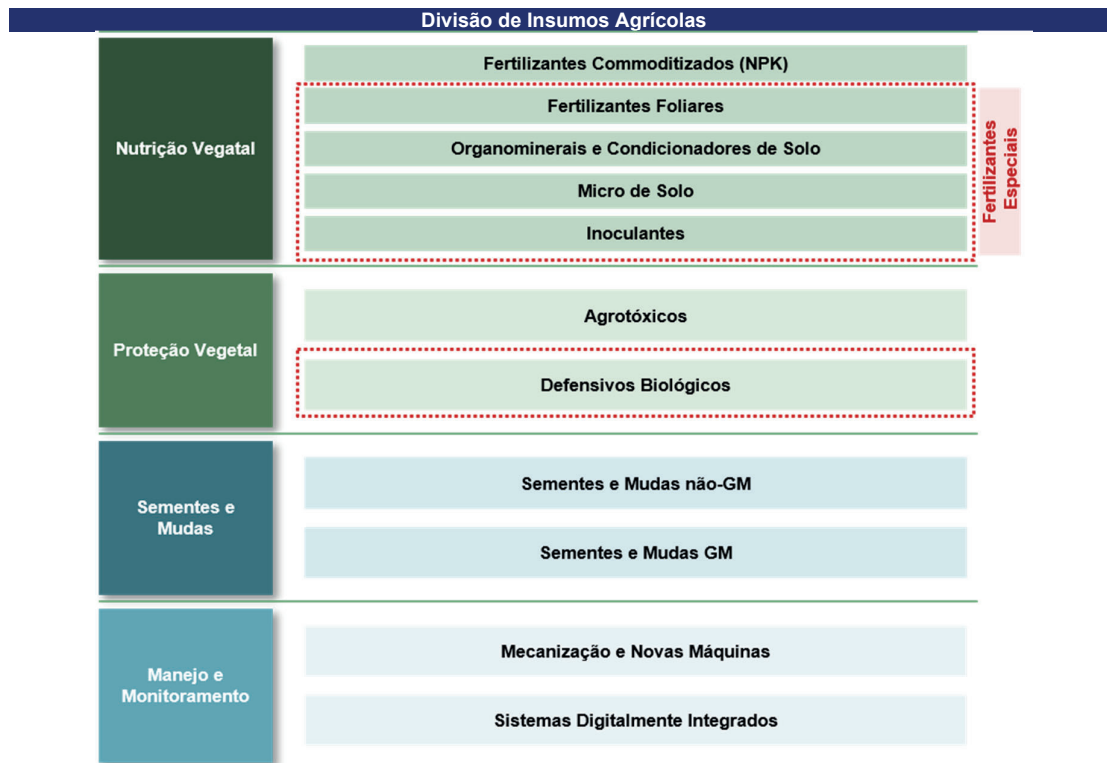 Divisão de Insumos Agrícolas
Nutrição Vegatal
Fertilizantes Commoditizados (NPK)
Fertilizantes Foliares
Organominerais e Condicionadores de Solo
Micro de Solo
Inoculantes
Fertilizantes
Especiais
Proteção Vegetal
Agrotóxicos
Defensivos Biológicos
Sementes e
Mudas
Sementes e Mudas não-GM
Sementes e Mudas GM
Manejo e
Monitoramento
Mecanização e Novas Máquinas
Sistemas Digitalmente Integrados